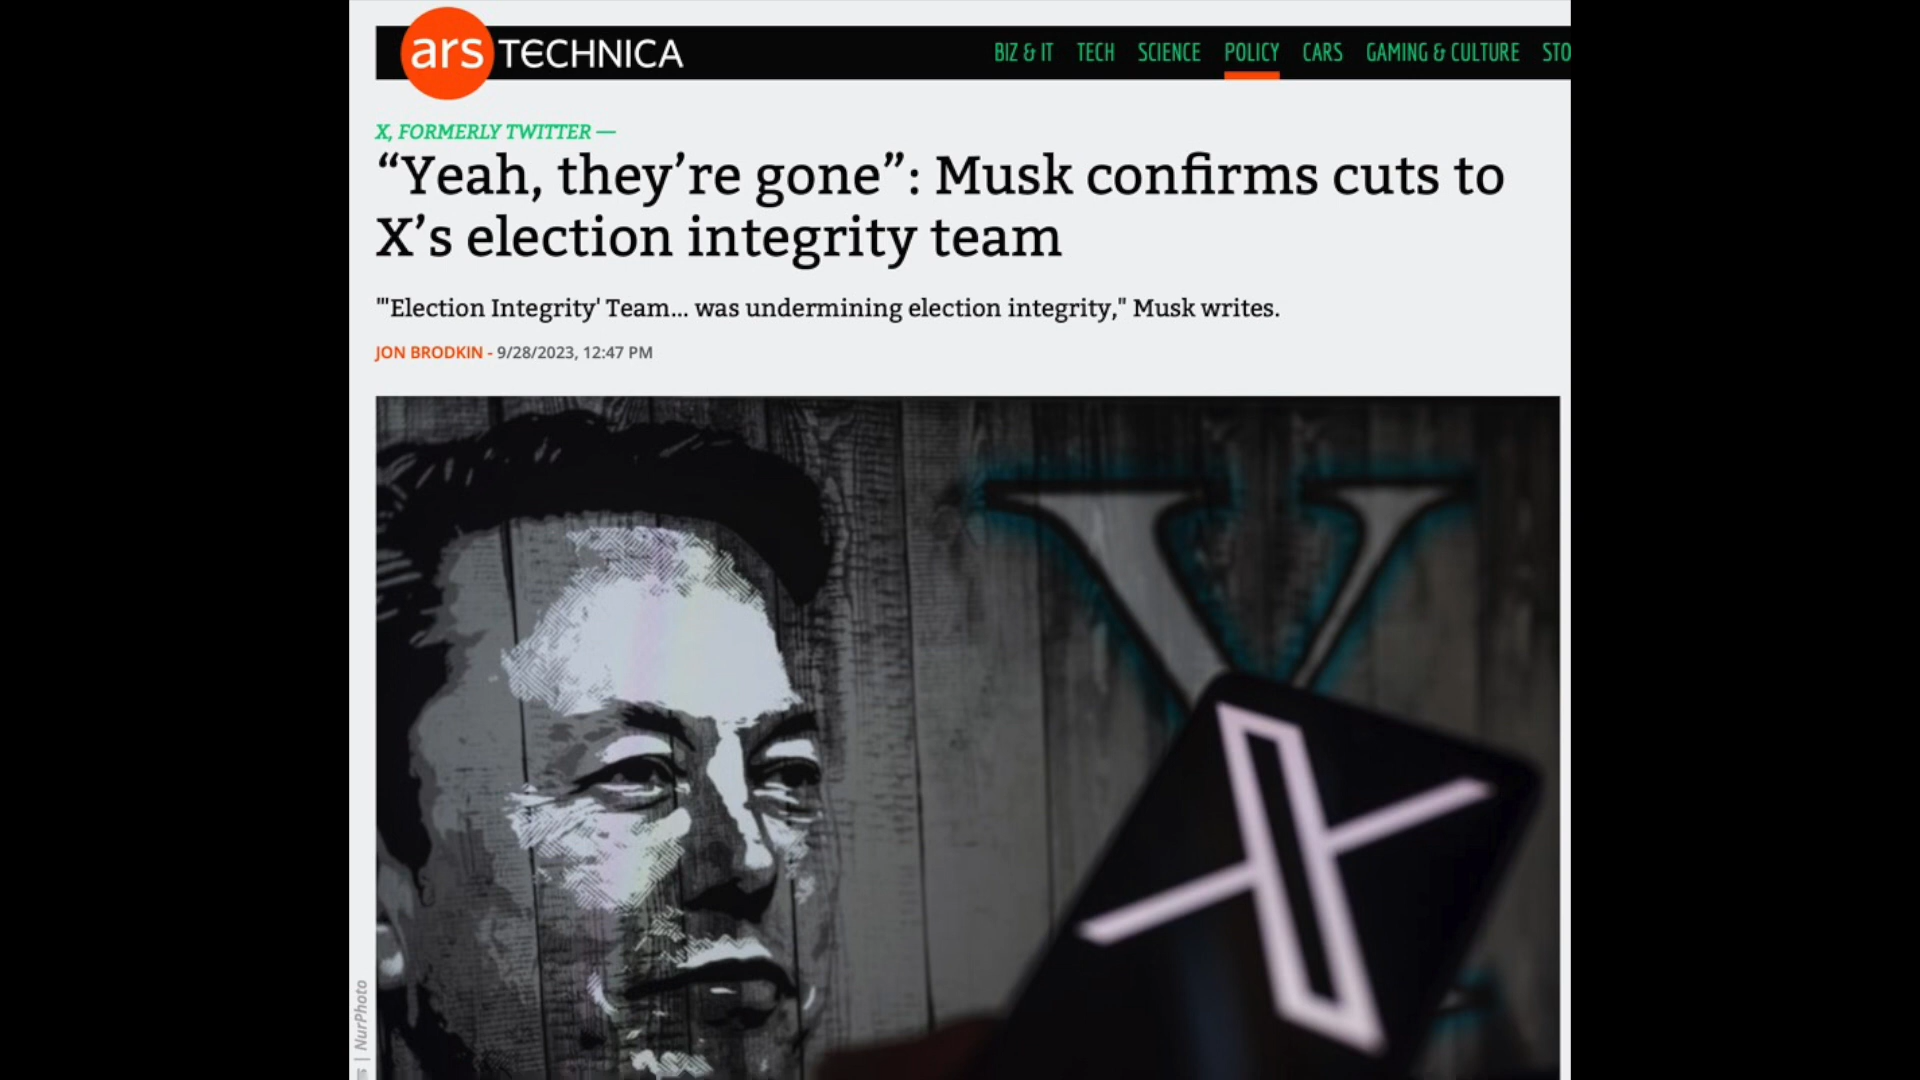 ars TECHNICA
BIZ & IT TECH SCIENCE POLICY CARS GAMING & CULTURE STO
X, FORMERLY TWITTER —
“Yeah, they’re gone”: Musk confirms cuts to
X’s election integrity team
"'Election Integrity' Team... was undermining election integrity," Musk writes.
JON BRODKIN - 9/28/2023, 12:47 PM
| NurPhoto